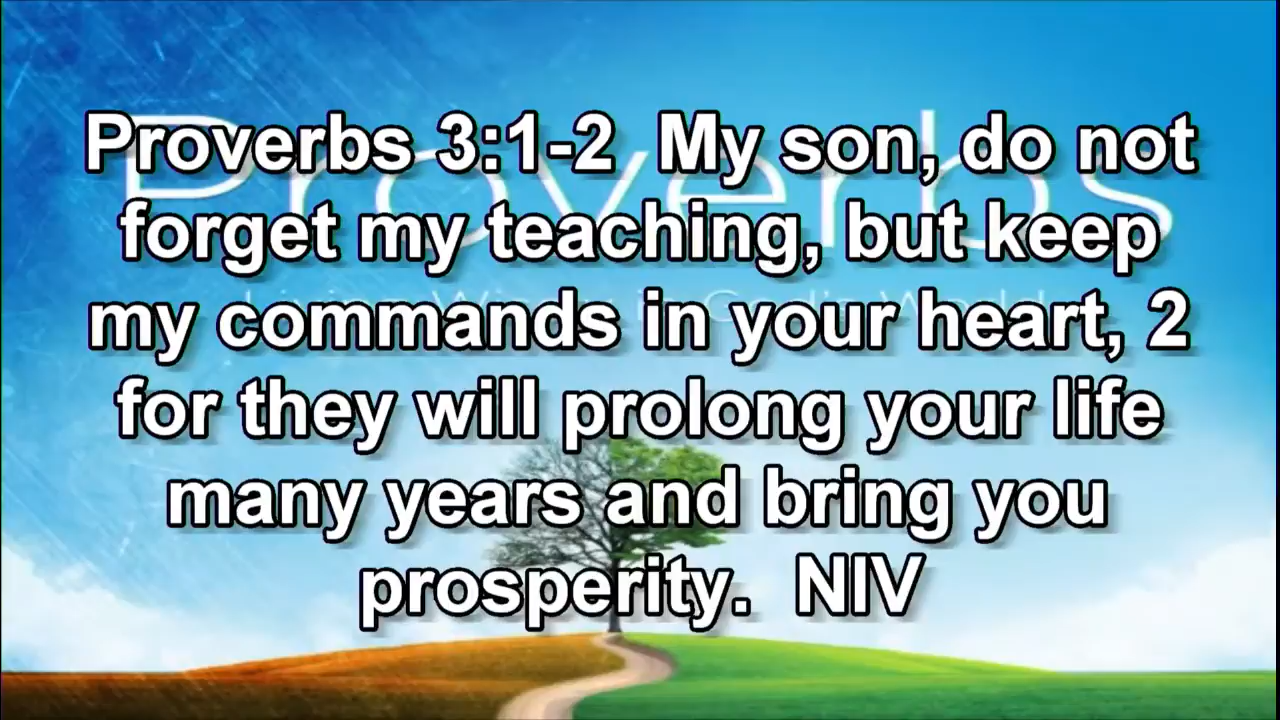 Proverbs 3:1-2  My son, do not
forget my teaching, but keep
my commands in your heart, 2
for they will prolong your life
many years and bring you
prosperity.  NIV
Proverbs